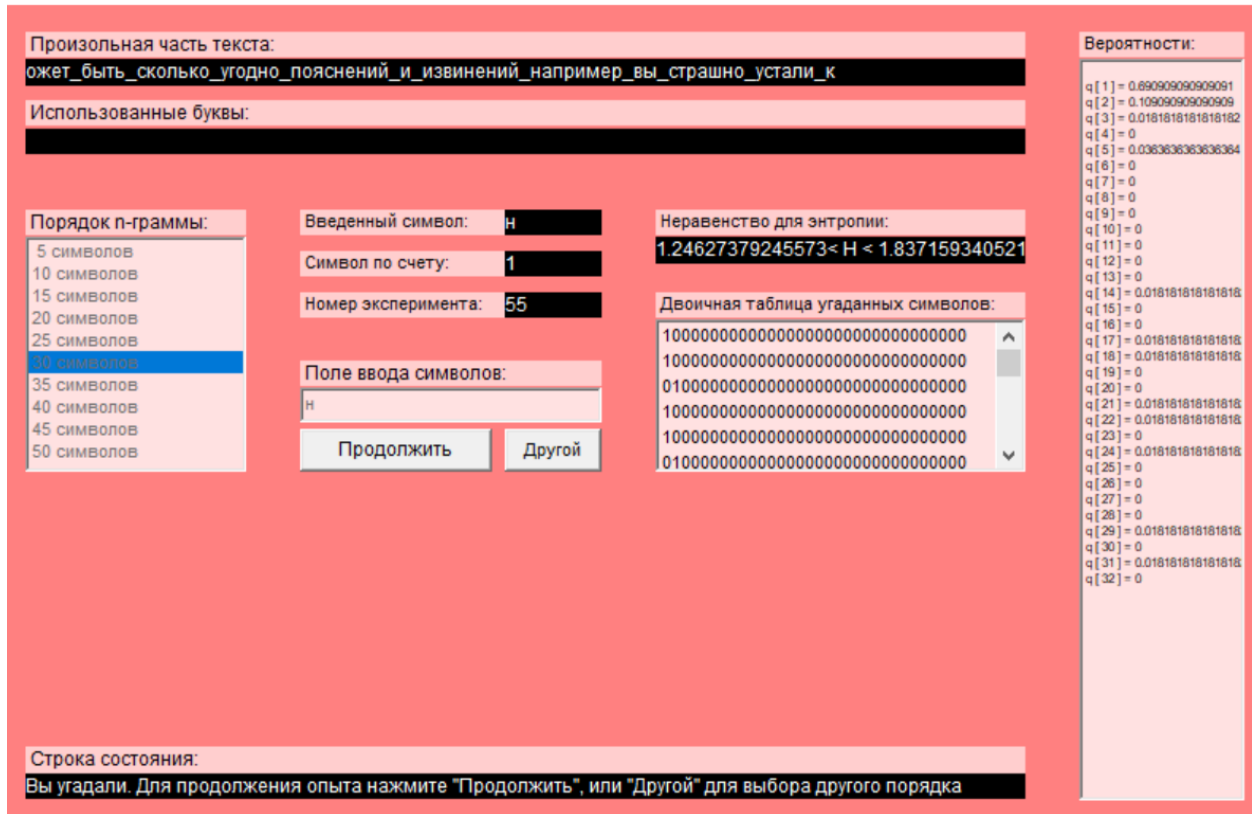 Произольная часть текста:
ожет_быть_сколько_угодно_пояснений_и_извинений_например_вы_страшно_устали_к
Использованные буквы:
Порядок n-граммы:
5 символов
10 символов
15 символов
20 символов
25 символов
30 символов
35 символов
40 символов
45 символов
50 символов
Введенный символ: н
Символ по счету: 1
Номер эксперимента: 55
Поле ввода символов:
н
Продолжить
Другой
Неравенство для энтропии:
1.24627379245573< H < 1.837159340521
Двоичная таблица угаданных символов:
10000000000000000000000000000000
10000000000000000000000000000000
01000000000000000000000000000000
10000000000000000000000000000000
10000000000000000000000000000000
01000000000000000000000000000000
Вероятности:
q[1] = 0.690909090909091
q[2] = 0.109090909090909
q[3] = 0.0181818181818182
q[4] = 0
q[5] = 0.0363636363636364
q[6] = 0
q[7] = 0
q[8] = 0
q[9] = 0
q[10] = 0
q[11] = 0
q[12] = 0
q[13] = 0
q[14] = 0.018181818181818
q[15] = 0
q[16] = 0
q[17] = 0.018181818181818
q[18] = 0.018181818181818
q[19] = 0
q[20] = 0
q[21] = 0.018181818181818
q[22] = 0.018181818181818
q[23] = 0
q[24] = 0.018181818181818
q[25] = 0
q[26] = 0
q[27] = 0
q[28] = 0
q[29] = 0.018181818181818
q[30] = 0
q[31] = 0.018181818181818
q[32] = 0
Строка состояния:
Вы угадали. Для продолжения опыта нажмите "Продолжить", или "Другой" для выбора другого порядка